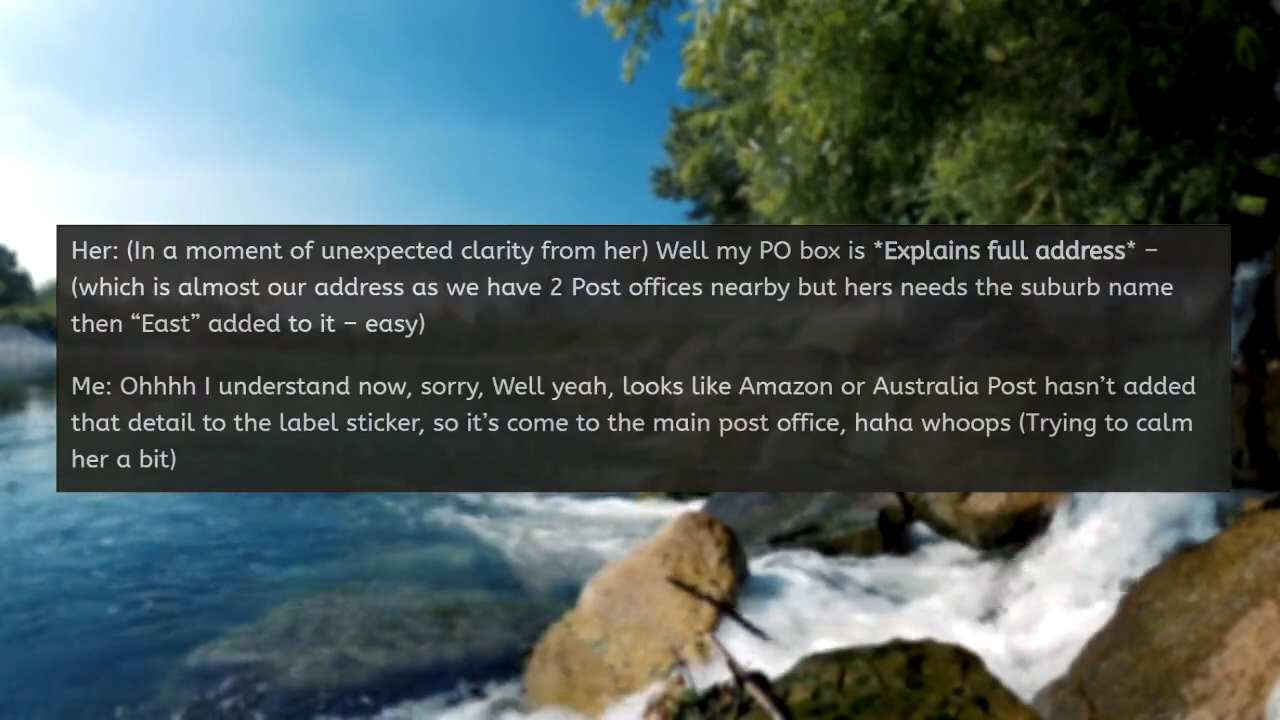 Her: (In a moment of unexpected clarity from her) Well my PO box is *Explains full address* –
(which is almost our address as we have 2 Post offices nearby but hers needs the suburb name
then “East” added to it – easy)
Me: Ohhhh I understand now, sorry, Well yeah, looks like Amazon or Australia Post hasn’t added
that detail to the label sticker, so it’s come to the main post office, haha whoops (Trying to calm
her a bit)